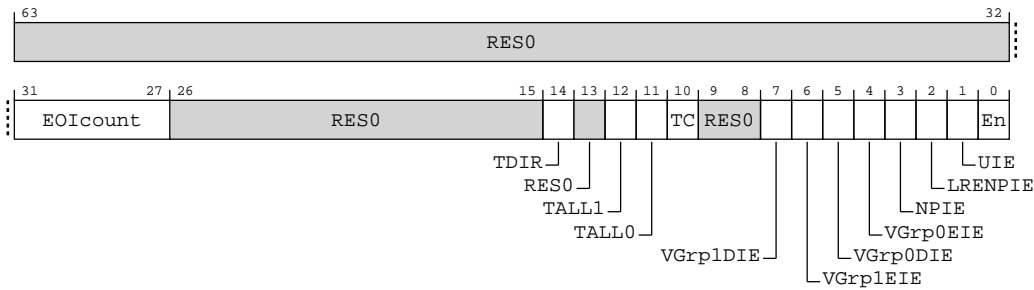 63 32
RES0
31 27 26 15 14 13 12 11 10 9 8 7 6 5 4 3 2 1 0
EOIcount RES0 TC RES0 En
TDIR UIE
RES0 LRENPIE
TALL1 NPIE
TALL0 VGrp0EIE
VGrp1DIE VGrp0DIE
VGrp1EIE